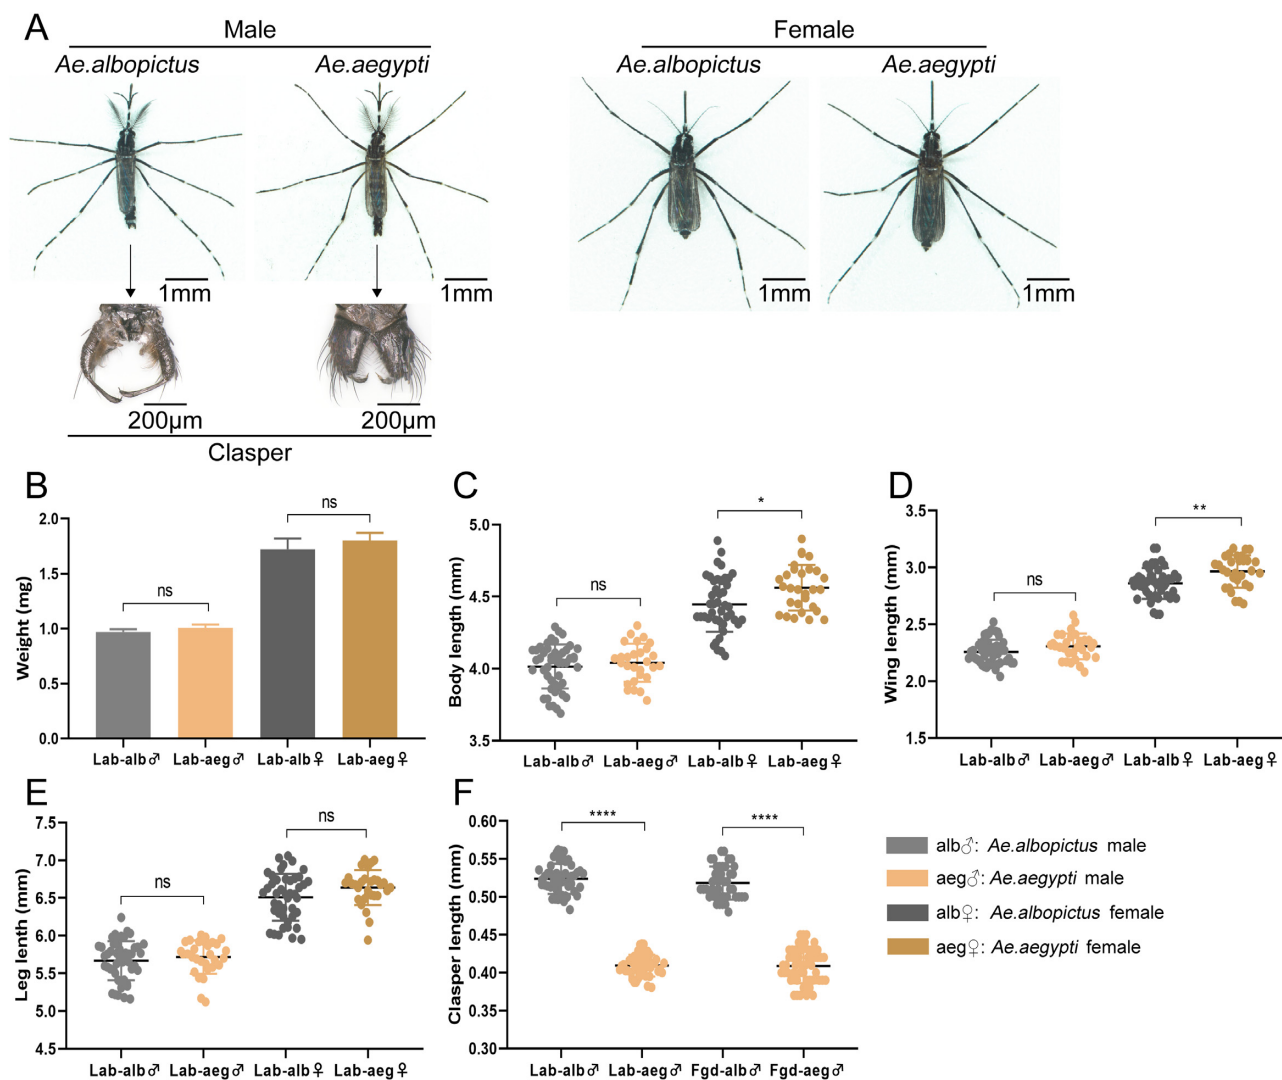 A
Male
Female
Ae.albopictus
Ae.aegypti
Ae.albopictus
Ae.aegypti
1mm
1mm
1mm
1mm
200μm
200μm
Clasper
B
Weight (mg)
2.0
1.5
1.0
0.5
0.0
ns
ns
Lab-alb♂
Lab-aeg♂
Lab-alb♀
Lab-aeg♀
C
Body length (mm)
5.0
4.5
4.0
3.5
ns
*
Lab-alb♂
Lab-aeg♂
Lab-alb♀
Lab-aeg♀
D
Wing length (mm)
3.5
3.0
2.5
2.0
1.5
ns
**
Lab-alb♂
Lab-aeg♂
Lab-alb♀
Lab-aeg♀
E
Leg lenth (mm)
7.5
7.0
6.5
6.0
5.5
5.0
4.5
ns
ns
Lab-alb♂
Lab-aeg♂
Lab-alb♀
Lab-aeg♀
F
Clasper length (mm)
0.60
0.55
0.50
0.45
0.40
0.35
0.30
****
****
Lab-alb♂
Lab-aeg♂
Fgd-alb♂
Fgd-aeg♂
alb♂: Ae.albopictus male
aeg♂: Ae.aegypti male
alb♀: Ae.albopictus female
aeg♀: Ae.aegypti female